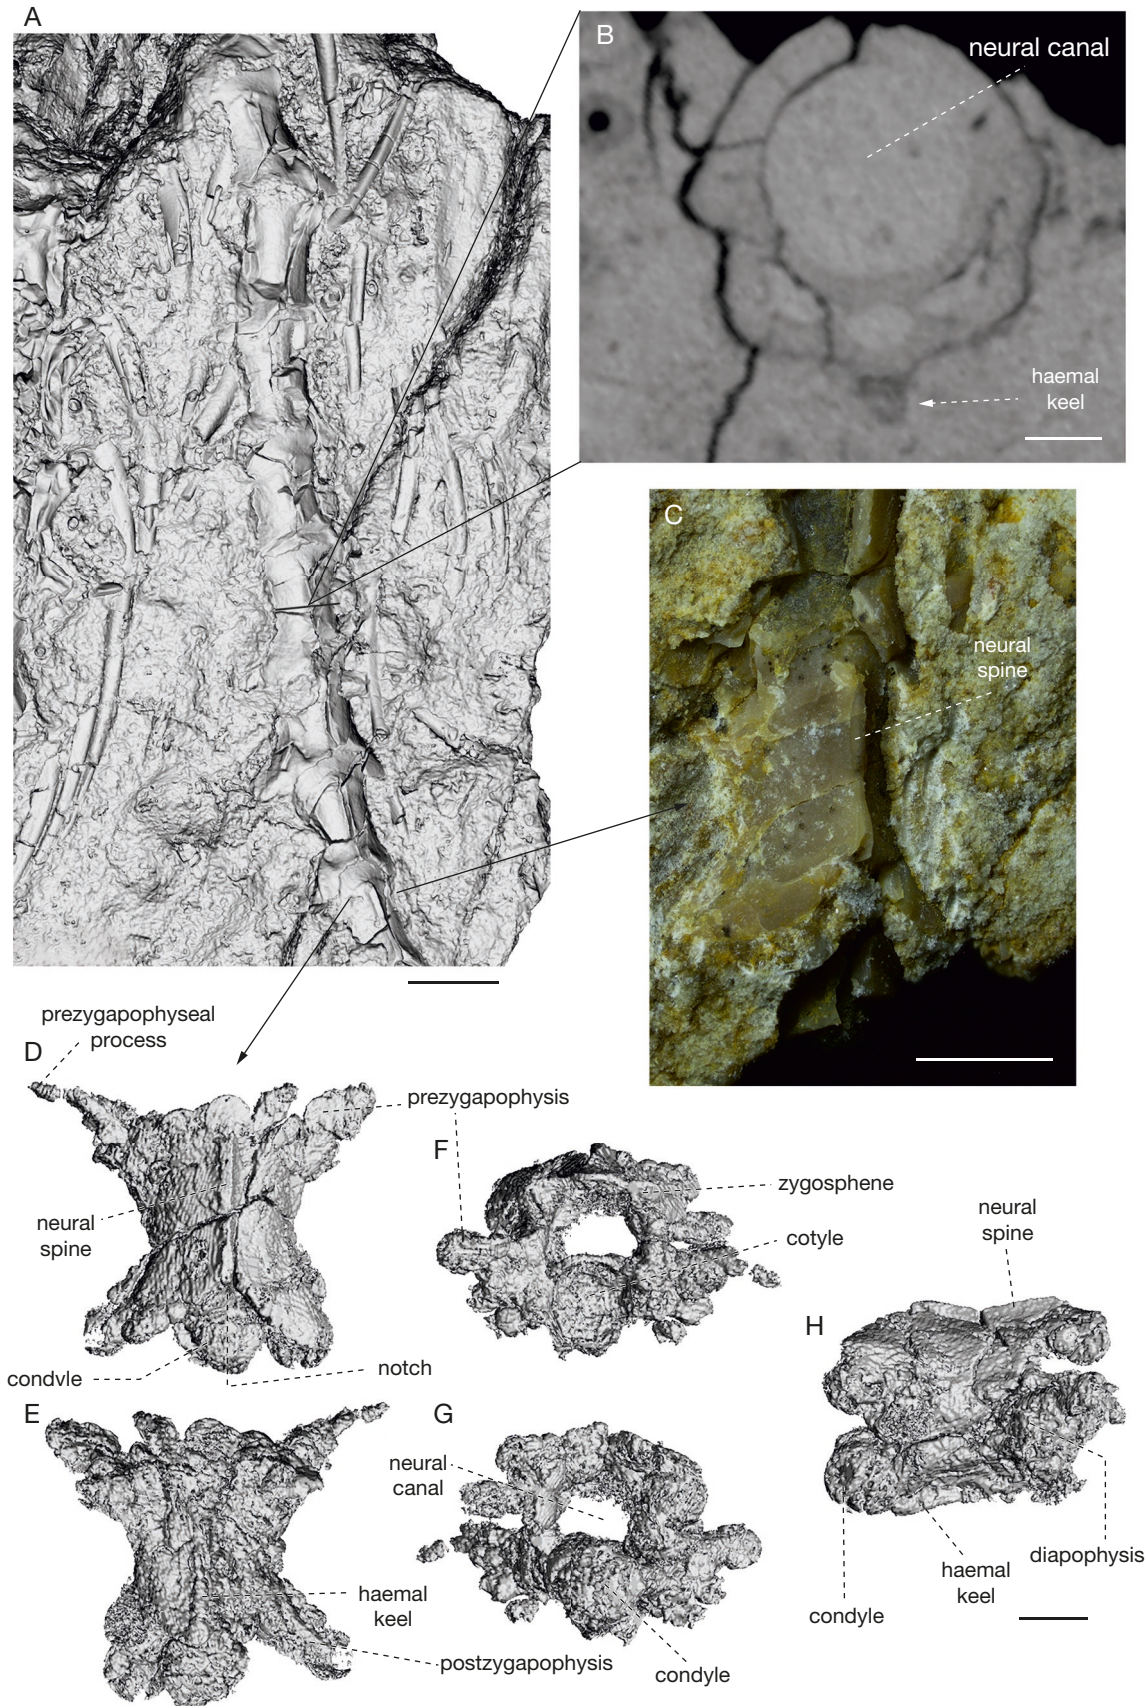 A
B
neural canal
haemal
keel
C
neural
spine
prezygapophyseal
process
D
prezygapophysis
neural
spine
condvle
notch
F
zygosphene
cotyle
neural
spine
H
E
haemal
keel
postzygapophysis
G
neural
canal
condyle
diapophysis
haemal
keel
condyle